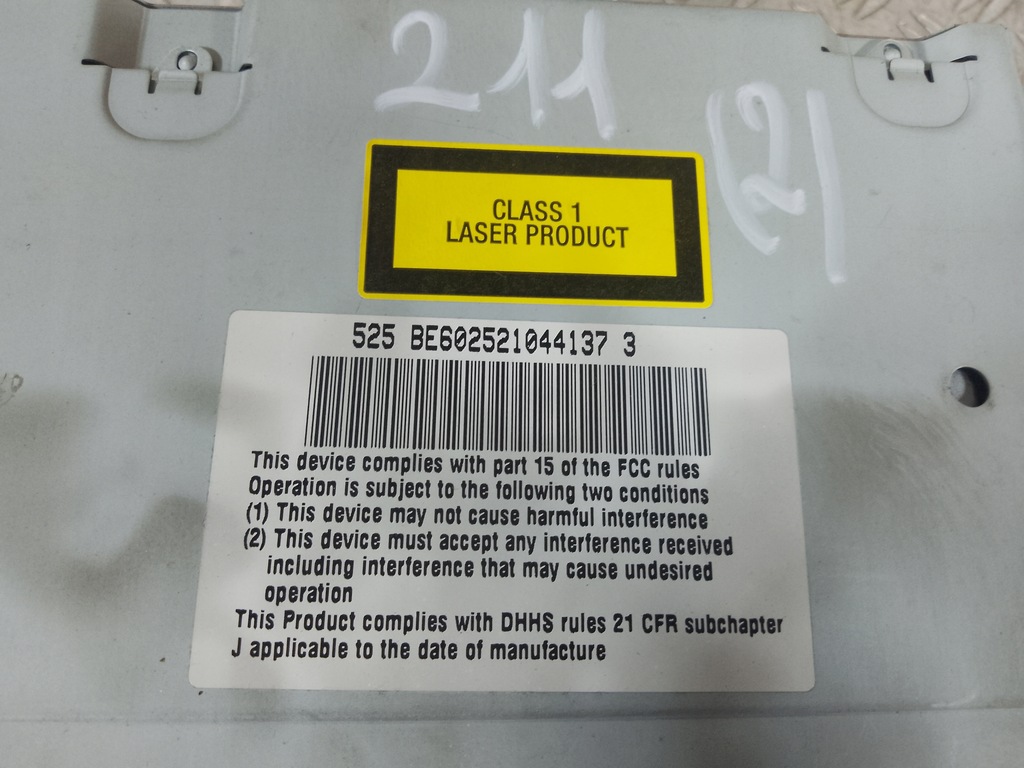 211
(2)
CLASS 1
LASER PRODUCT
525 BE602521044137 3
This device complies with part 15 of the FCC rules
Operation is subject to the following two conditions
(1) This device may not cause harmful interference
(2) This device must accept any interference received
including interference that may cause undesired
operation
This Product complies with DHHS rules 21 CFR subchapter
J applicable to the date of manufacture